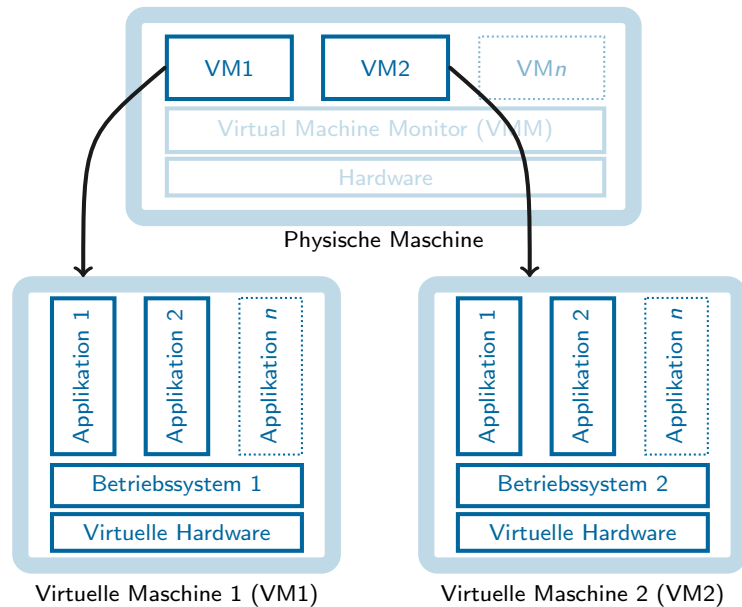 VM1 VM2 VMn
Virtual Machine Monitor (VMM)
Hardware
Physische Maschine
Applikation 1
Applikation 2
Applikation n
Betriebssystem 1
Virtuelle Hardware
Virtuelle Maschine 1 (VM1)
Applikation 1
Applikation 2
Applikation n
Betriebssystem 2
Virtuelle Hardware
Virtuelle Maschine 2 (VM2)